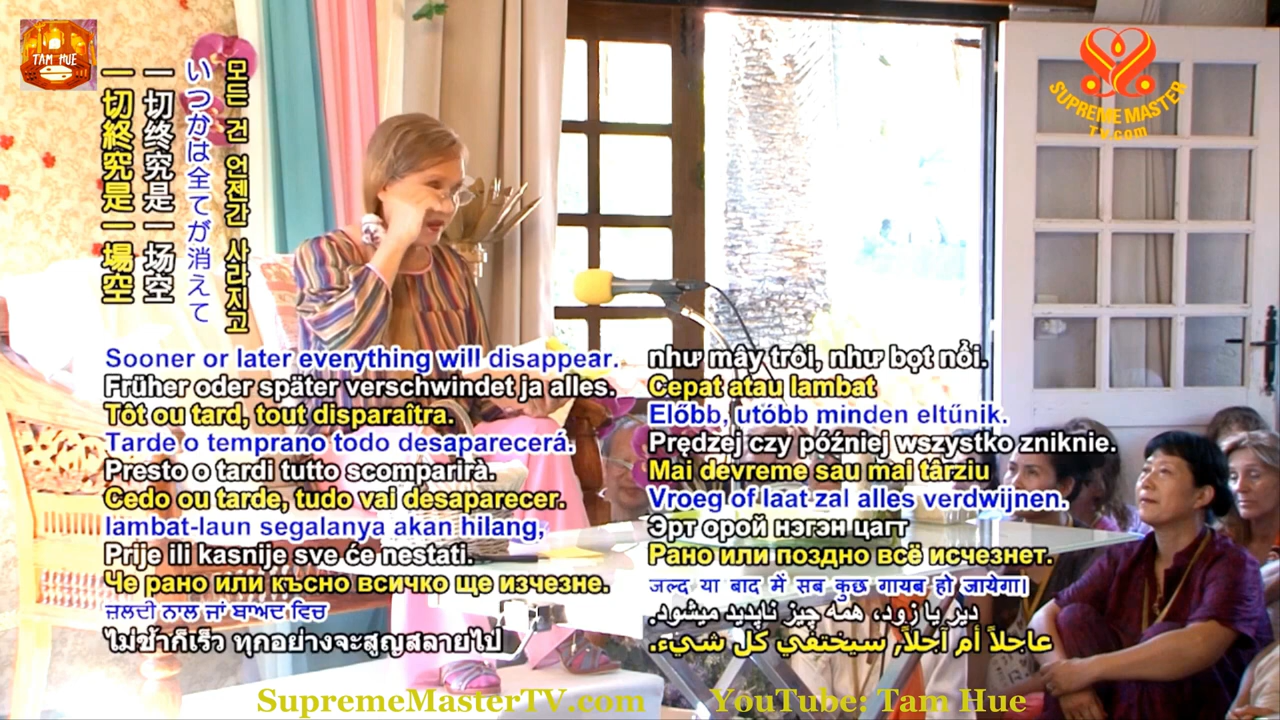 TAM HUE
SUPREME MASTER
TV.com
모든 건 언젠간 사라지고
いつかは全てが消えて
一切终究是一场空
一切終究是一場空
Sooner or later everything will disappear.
Früher oder später verschwindet ja alles.
Tôt ou tard, tout disparaîtra.
Tarde o temprano todo desaparecerá.
Presto o tardi tutto scomparirà.
Cedo ou tarde, tudo vai desaparecer.
lambat-laun segalanya akan hilang,
Prije ili kasnije sve će nestati.
Че рано или късно всичко ще изчезне.
ਜ਼ਲਦੀ ਨਾਲ ਜਾਂ ਬਾਅਦ ਵਿਚ
ไม่ช้าก็เร็ว ทุกอย่างจะสูญสลายไป
như mây trôi, như bọt nổi.
Cepat atau lambat
Előbb, utóbb minden eltűnik.
Prędzej czy później wszystko zniknie.
Mai devreme sau mai târziu
Vroeg of laat zal alles verdwijnen.
Эрт орой нэгэн цагт
Рано или поздно всё исчезнет.
जल्द या बाद में सब कुछ गायब हो जायेगा।
دیر یا زود، همه چیز ناپدید میشود.
عاجلاً أم آجلاً, سيختفي كل شيء.
SupremeMasterTV.com
YouTube: Tam Hue